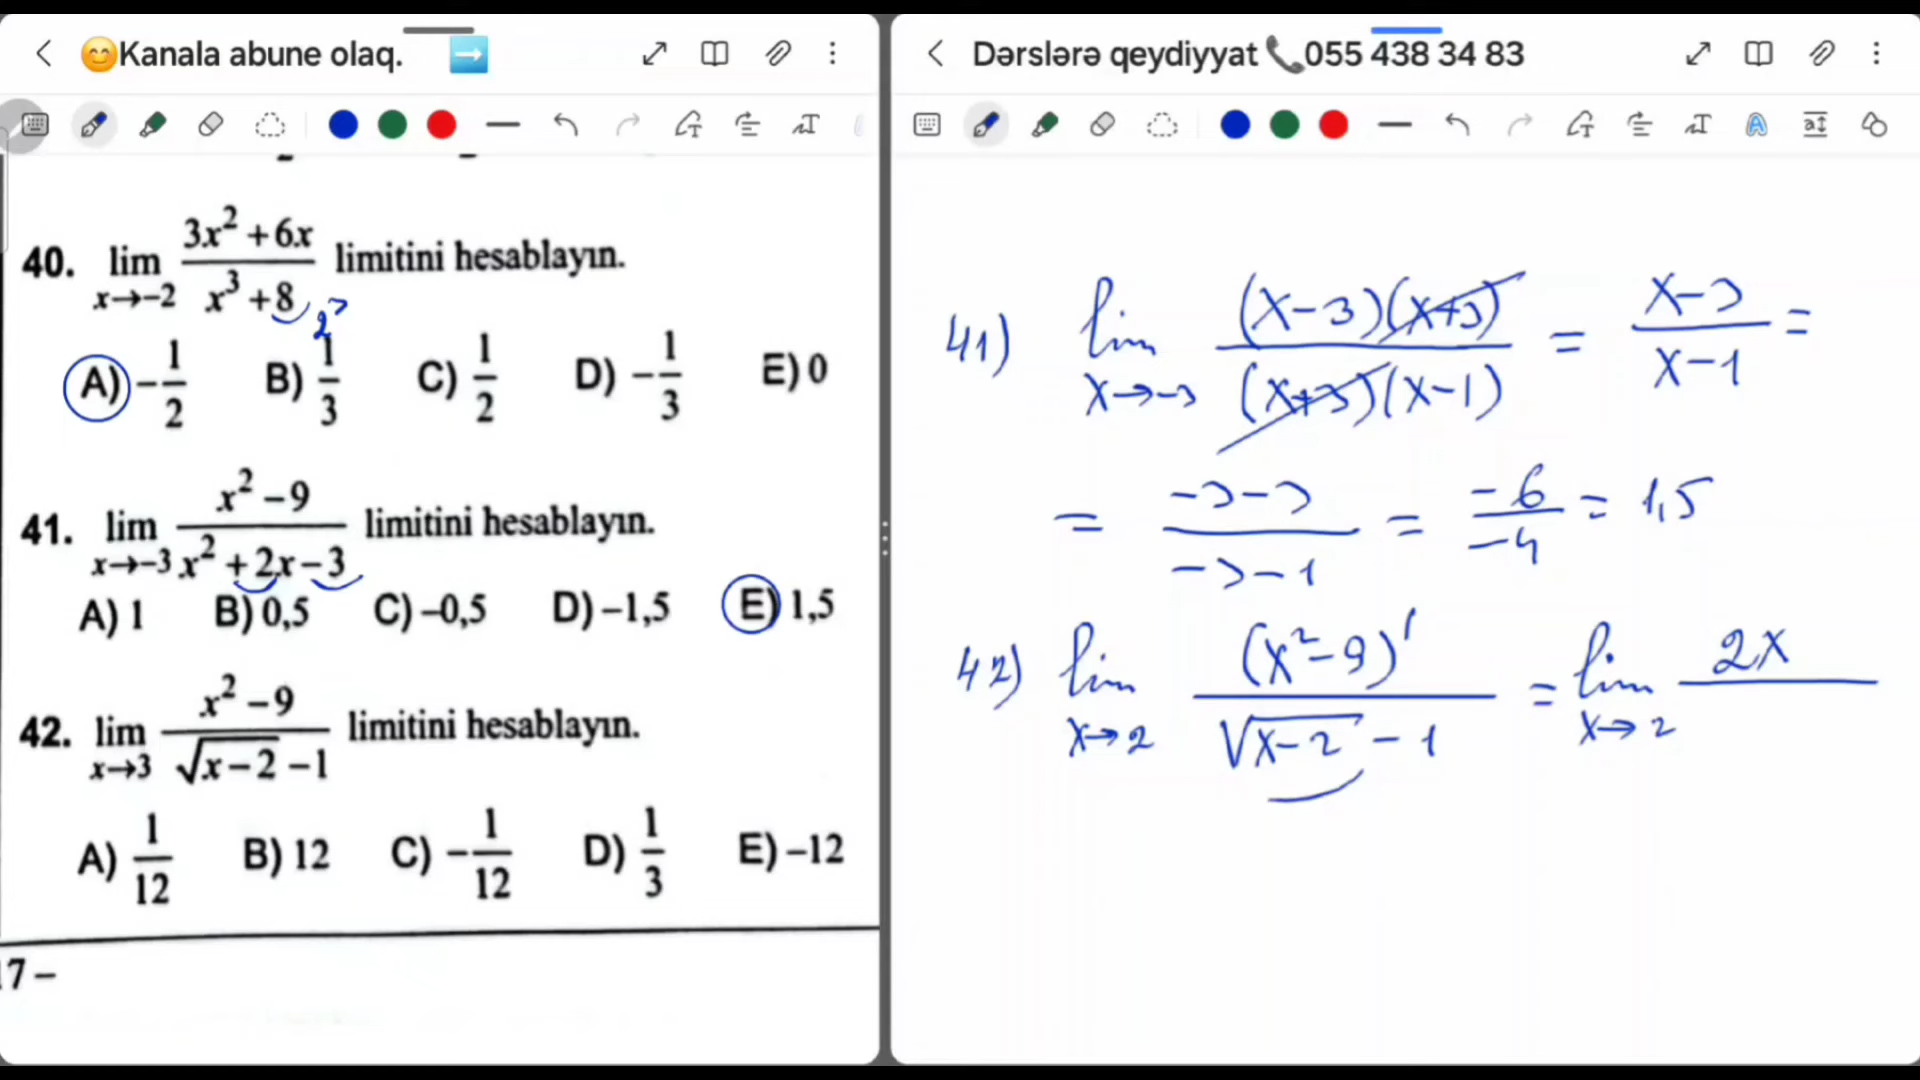 😊Kanala abune olaq. ➡️
40. lim x→-2 (3x² + 6x)/(x³ + 8) limitini hesablayın.
2³
A) -1/2 B) 1/3 C) 1/2 D) -1/3 E) 0
41. lim x→-3 (x² - 9)/(x² + 2x - 3) limitini hesablayın.
A) 1 B) 0,5 C) -0,5 D) -1,5 E) 1,5
42. lim x→3 (x² - 9)/(√(x-2) - 1) limitini hesablayın.
A) 1/12 B) 12 C) -1/12 D) 1/3 E) -12
17 –
Dərslərə qeydiyyat 📞055 438 34 83
41) lim x→-3 (x-3)(x+3)/(x+3)(x-1) = (x-3)/(x-1) =
= (-3-3)/(-3-1) = -6/-4 = 1,5
42) lim x→2 (x²-9)'/(√(x-2) - 1) = lim x→2 2x/